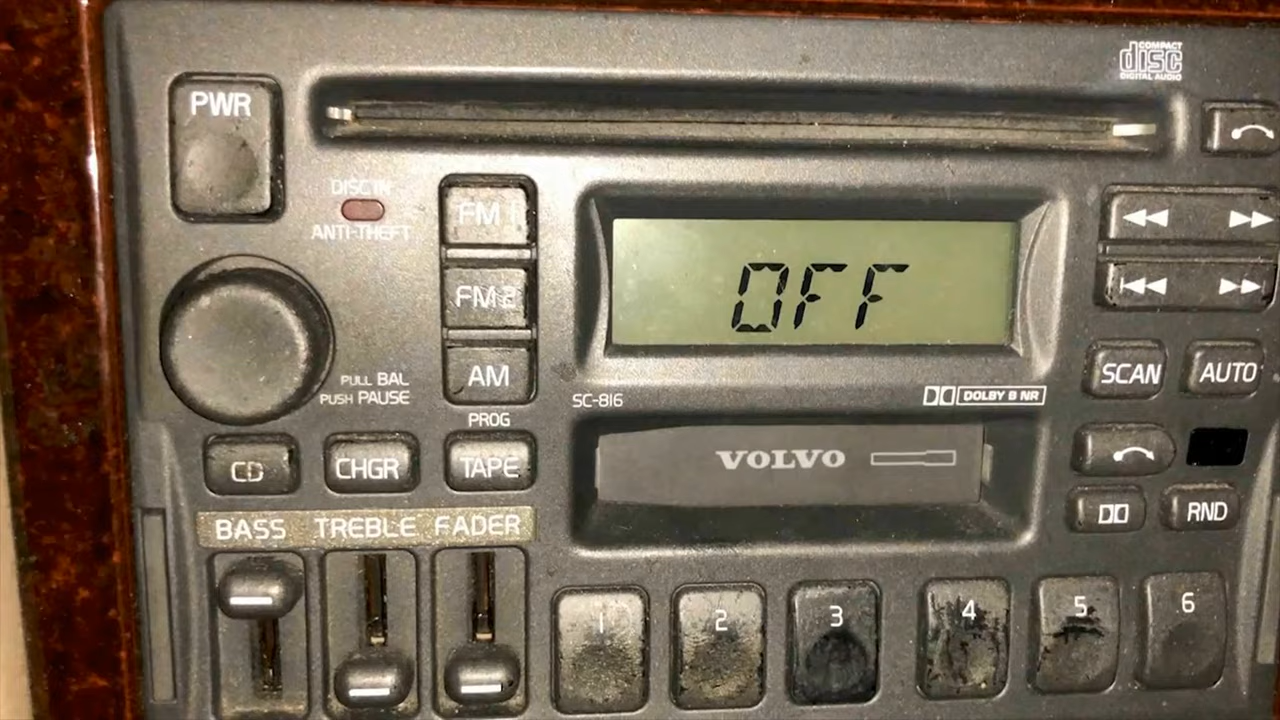 COMPACT
disc
DIGITAL AUDIO
PWR
DISC IN
ANTI-THEFT
FM 1
FM 2
AM
OFF
PULL BAL
PUSH PAUSE
SC-816
DOLBY B NR
SCAN
AUTO
PROG
CD
CHGR
TAPE
VOLVO
RND
BASS TREBLE FADER
1
2
3
4
5
6